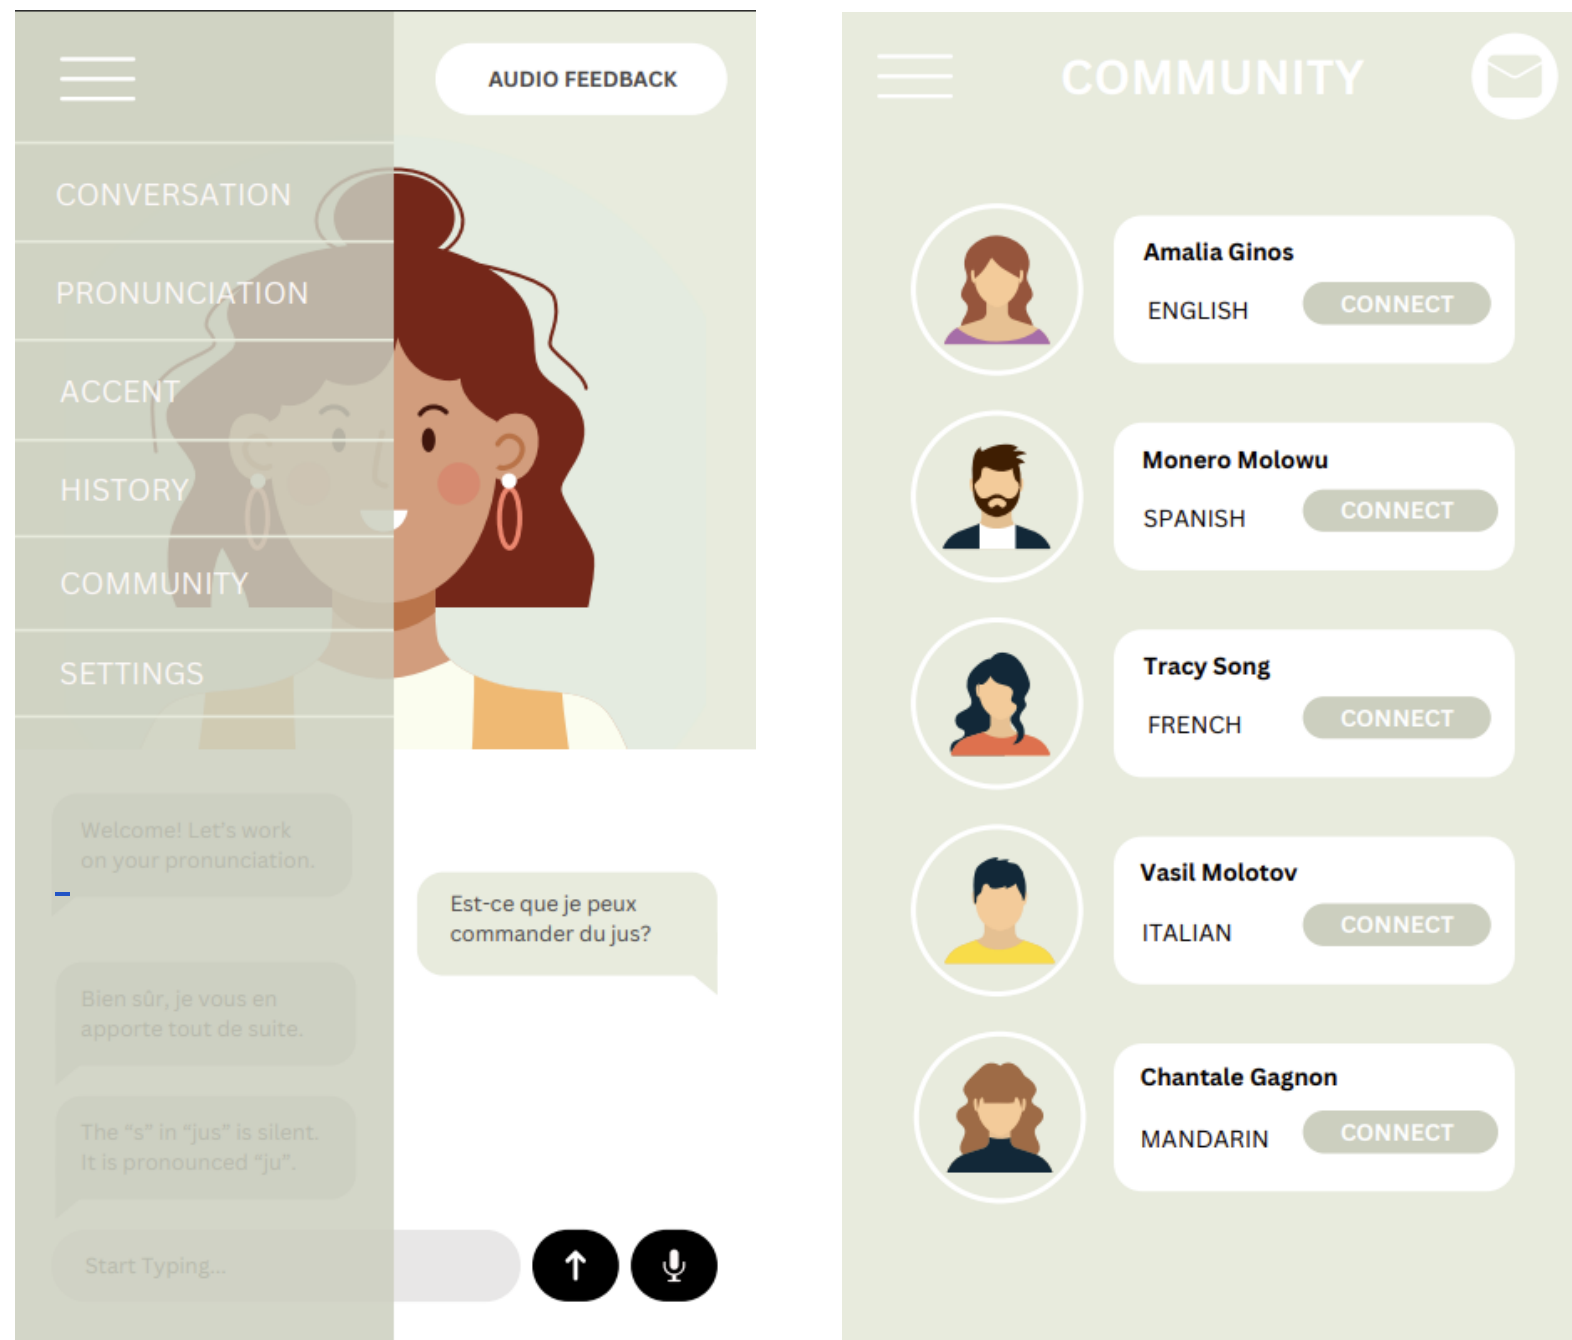 AUDIO FEEDBACK
CONVERSATION
PRONUNCIATION
ACCENT
HISTORY
COMMUNITY
SETTINGS
Welcome! Let's work
on your pronunciation.
Est-ce que je peux
commander du jus?
Bien sûr, je vous en
apporte tout de suite.
The “s” in “jus” is silent.
It is pronounced “ju”.
Start Typing...
COMMUNITY
Amalia Ginos
ENGLISH
CONNECT
Monero Molowu
SPANISH
CONNECT
Tracy Song
FRENCH
CONNECT
Vasil Molotov
ITALIAN
CONNECT
Chantale Gagnon
MANDARIN
CONNECT